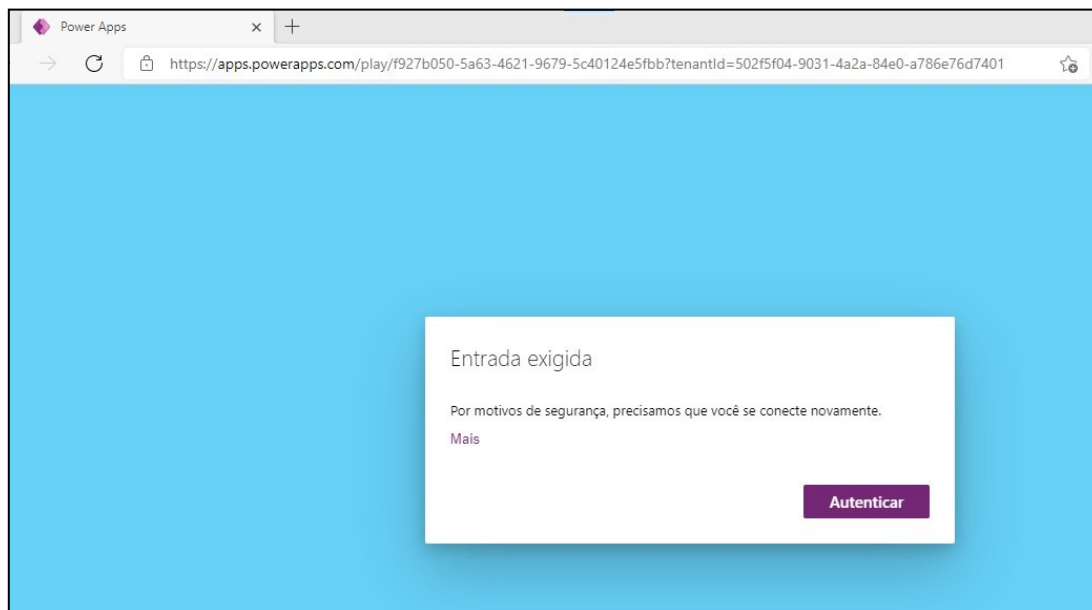 Power Apps
https://apps.powerapps.com/play/f927b050-5a63-4621-9679-5c40124e5fbb?tenantId=502f5f04-9031-4a2a-84e0-a786e76d7401
Entrada exigida
Por motivos de segurança, precisamos que você se conecte novamente.
Mais
Autenticar